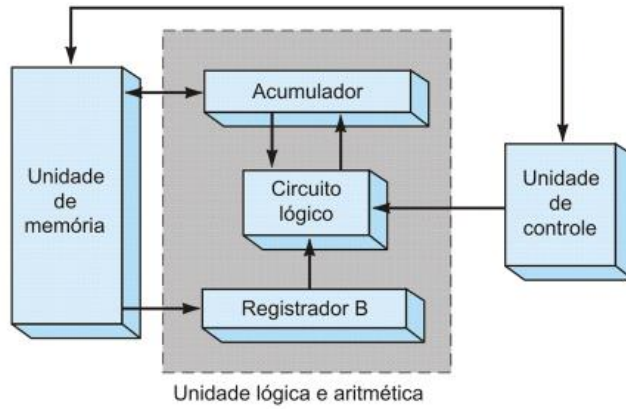 Acumulador
Unidade
de
memória
Circuito
lógico
Unidade
de
controle
Registrador B
Unidade lógica e aritmética